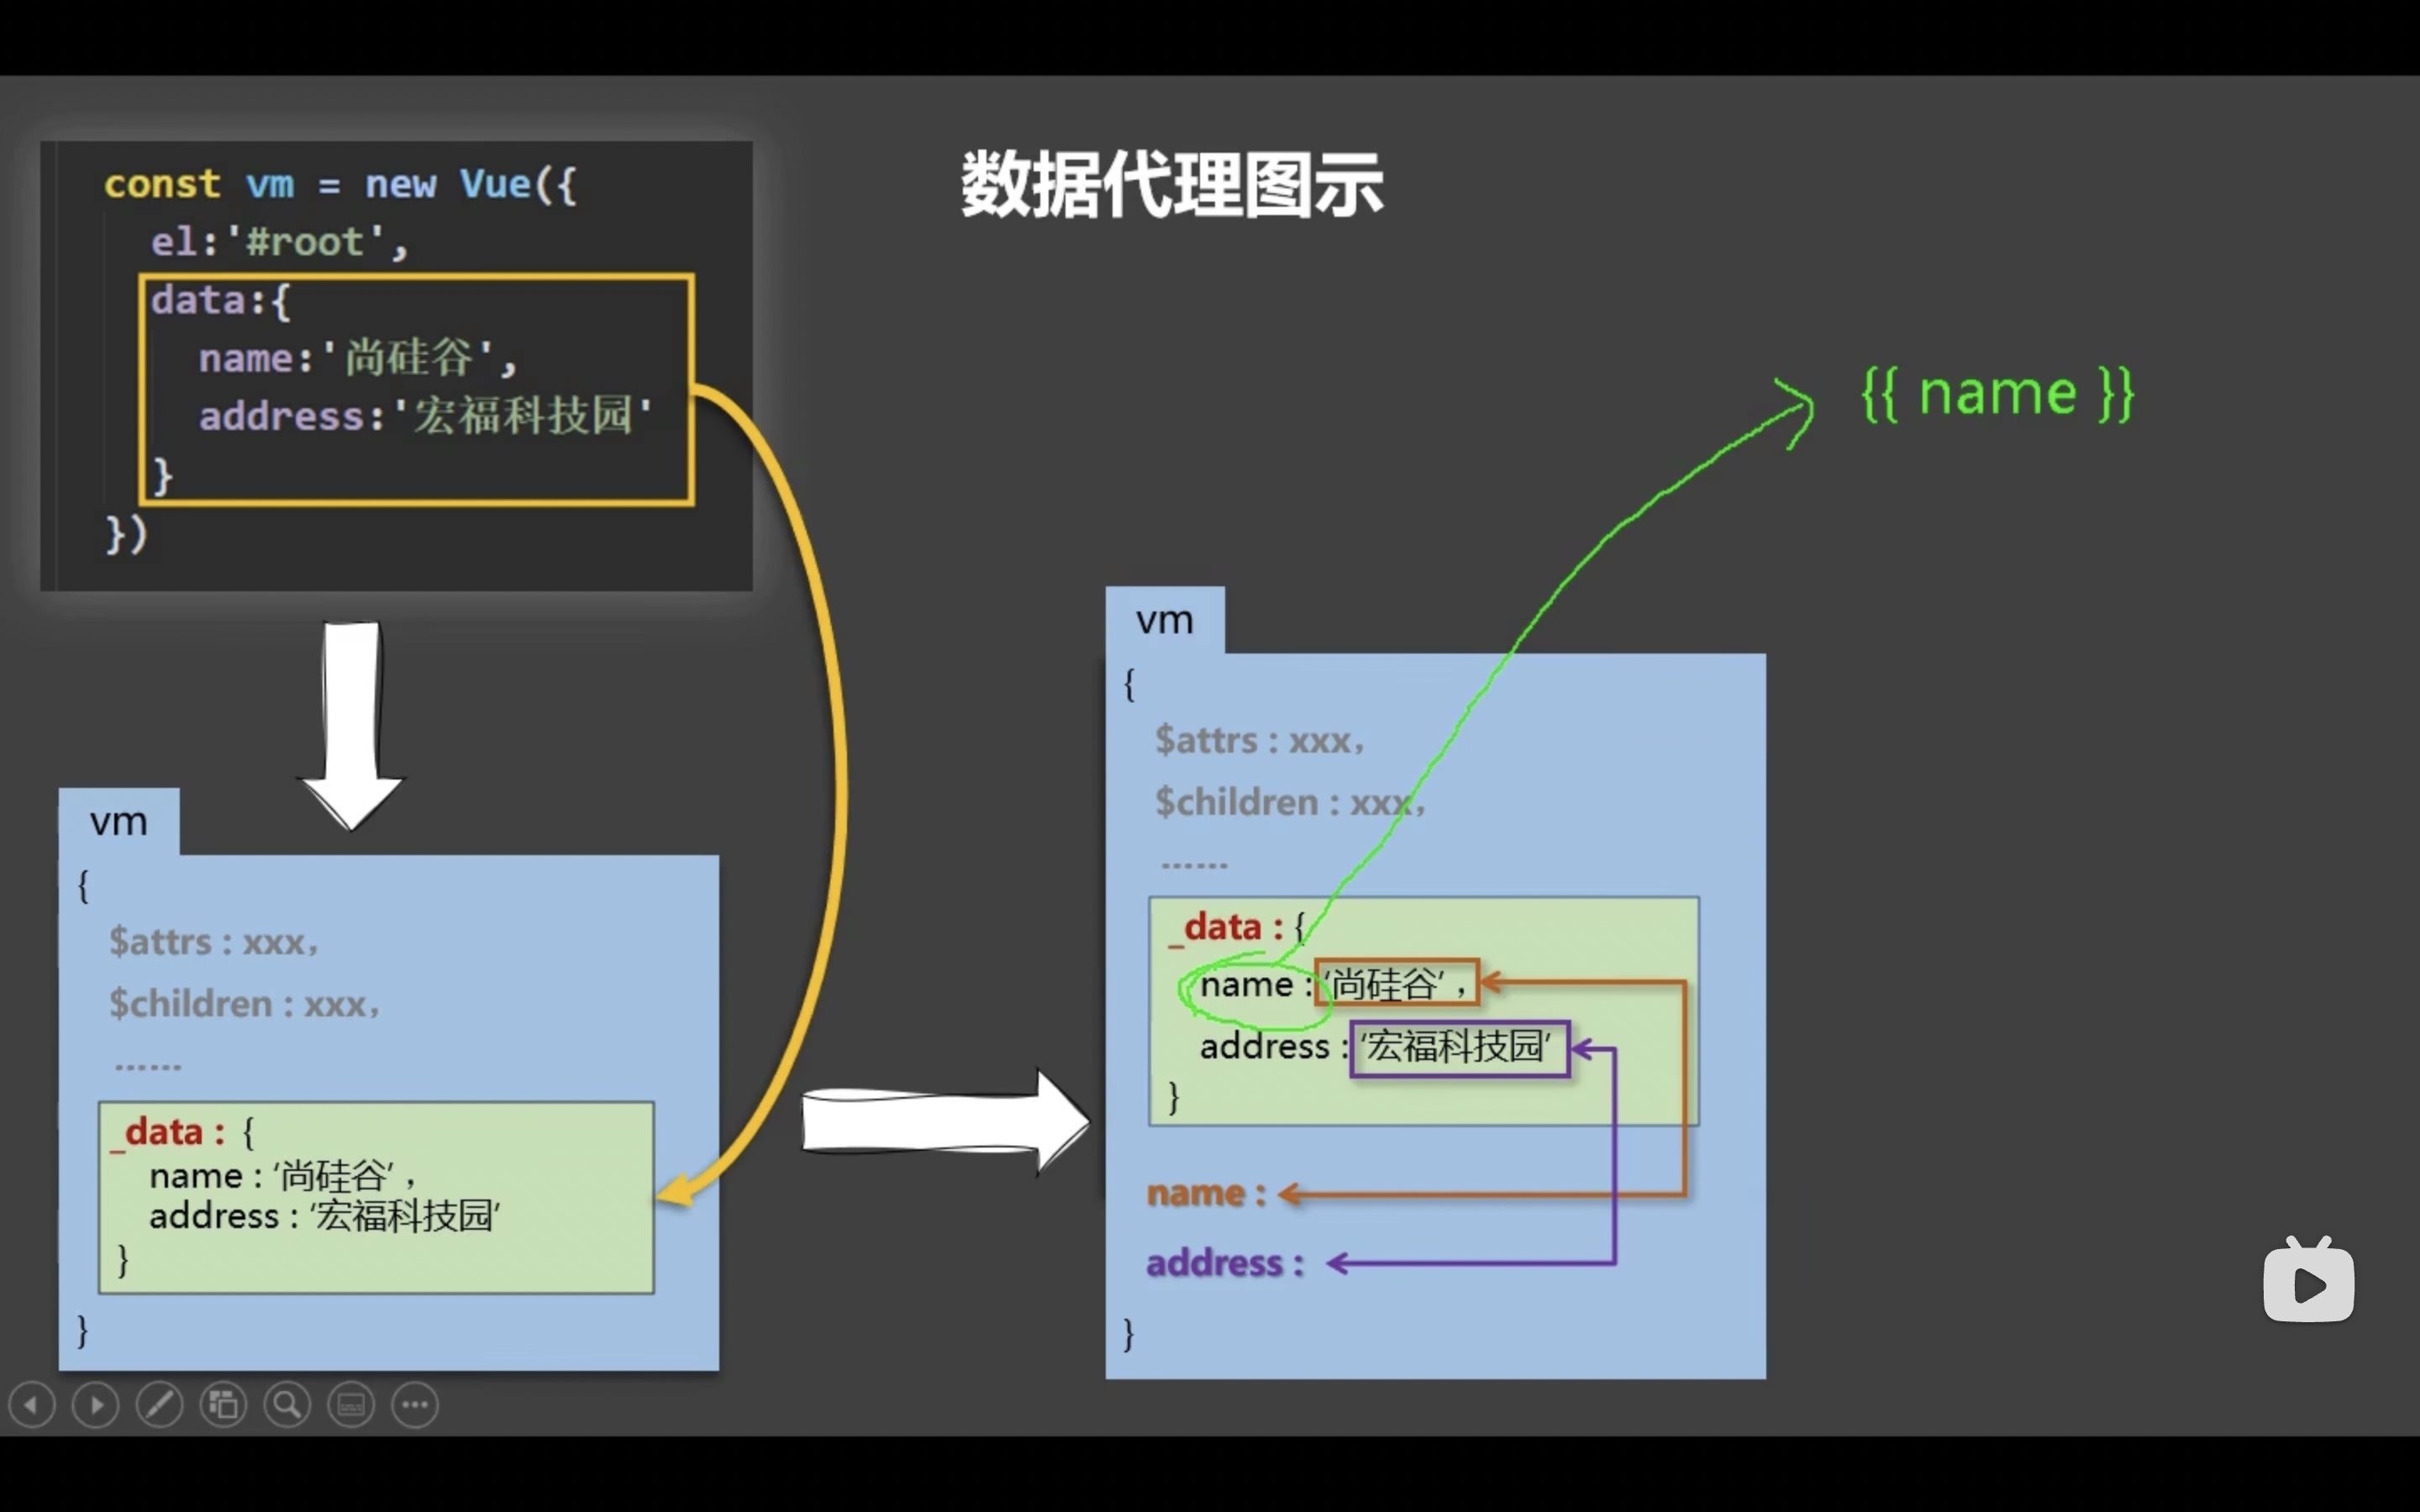 数据代理图示
const vm = new Vue({
el:'#root',
data:{
name:'尚硅谷',
address:'宏福科技园'
}
})
{{ name }}
vm
{
$attrs : xxx，
$children : xxx，
······
_data : {
name : ‘尚硅谷’，
address : ‘宏福科技园’
}
}
vm
{
$attrs : xxx，
$children : xxx，
······
_data : {
name : ‘尚硅谷’，
address : ‘宏福科技园’
}
name :
address :
}